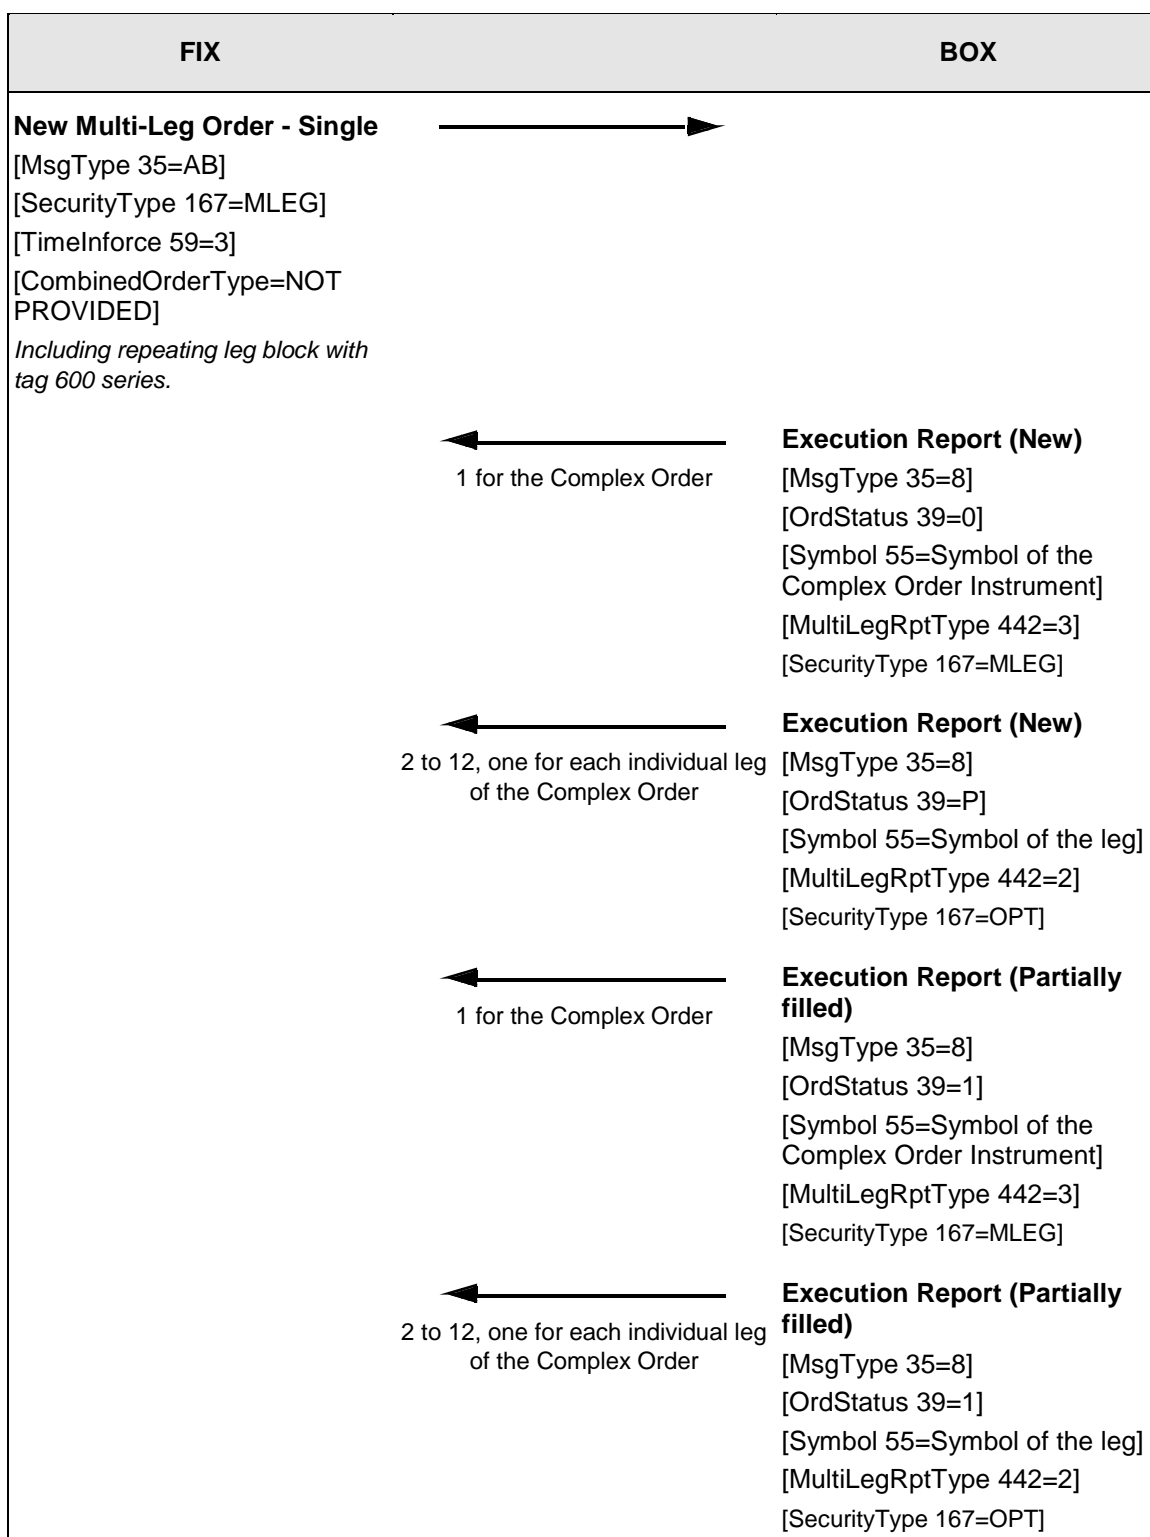 FIX
BOX
New Multi-Leg Order - Single
[MsgType 35=AB]
[SecurityType 167=MLEG]
[TimeInforce 59=3]
[CombinedOrderType=NOT
PROVIDED]
Including repeating leg block with
tag 600 series.
1 for the Complex Order
Execution Report (New)
[MsgType 35=8]
[OrdStatus 39=0]
[Symbol 55=Symbol of the
Complex Order Instrument]
[MultiLegRptType 442=3]
[SecurityType 167=MLEG]
2 to 12, one for each individual leg
of the Complex Order
Execution Report (New)
[MsgType 35=8]
[OrdStatus 39=P]
[Symbol 55=Symbol of the leg]
[MultiLegRptType 442=2]
[SecurityType 167=OPT]
1 for the Complex Order
Execution Report (Partially
filled)
[MsgType 35=8]
[OrdStatus 39=1]
[Symbol 55=Symbol of the
Complex Order Instrument]
[MultiLegRptType 442=3]
[SecurityType 167=MLEG]
2 to 12, one for each individual leg
of the Complex Order
Execution Report (Partially
filled)
[MsgType 35=8]
[OrdStatus 39=1]
[Symbol 55=Symbol of the leg]
[MultiLegRptType 442=2]
[SecurityType 167=OPT]